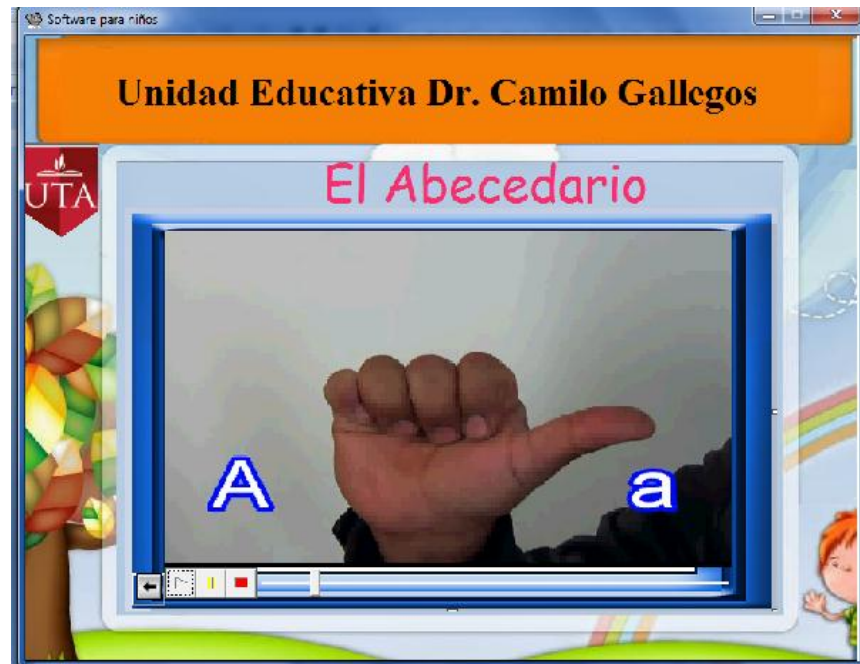 Software para niños
Unidad Educativa Dr. Camilo Gallegos
UTA
El Abecedario
A a